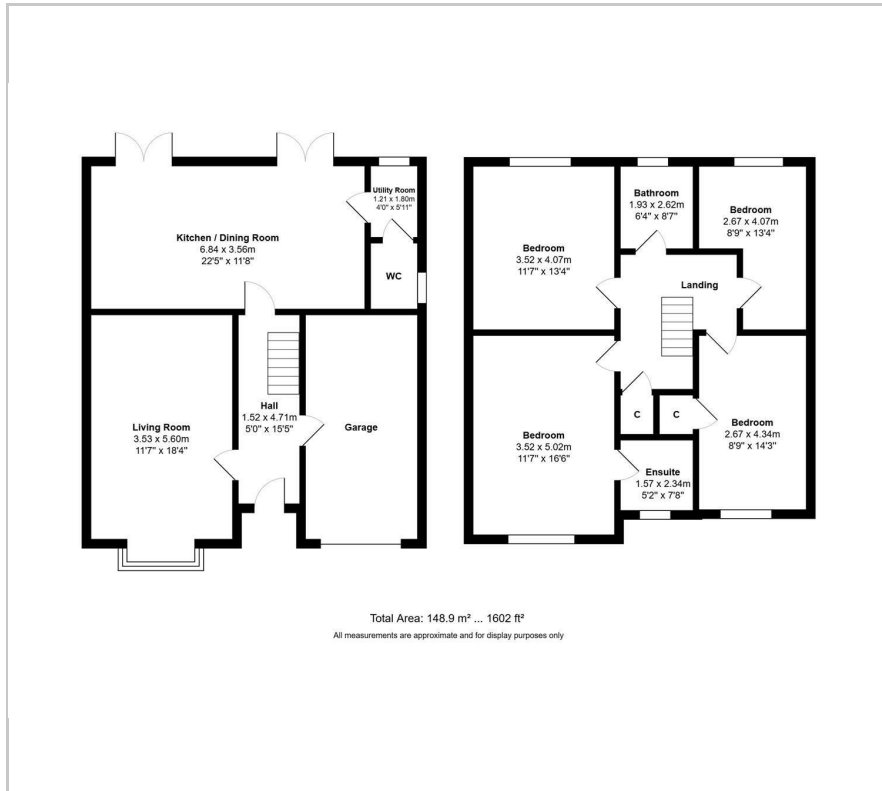 Utility Room
1.21 x 1.80m
4'0" x 5'11"
Kitchen / Dining Room
6.84 x 3.56m
22'5" x 11'8"
WC
Hall
1.52 x 4.71m
5'0" x 15'5"
Living Room
3.53 x 5.60m
11'7" x 18'4"
Garage
Bathroom
1.93 x 2.62m
6'4" x 8'7"
Bedroom
2.67 x 4.07m
8'9" x 13'4"
Bedroom
3.52 x 4.07m
11'7" x 13'4"
Landing
C
C
Bedroom
2.67 x 4.34m
8'9" x 14'3"
Bedroom
3.52 x 5.02m
11'7" x 16'6"
Ensuite
1.57 x 2.34m
5'2" x 7'8"
Total Area: 148.9 m² ... 1602 ft²
All measurements are approximate and for display purposes only